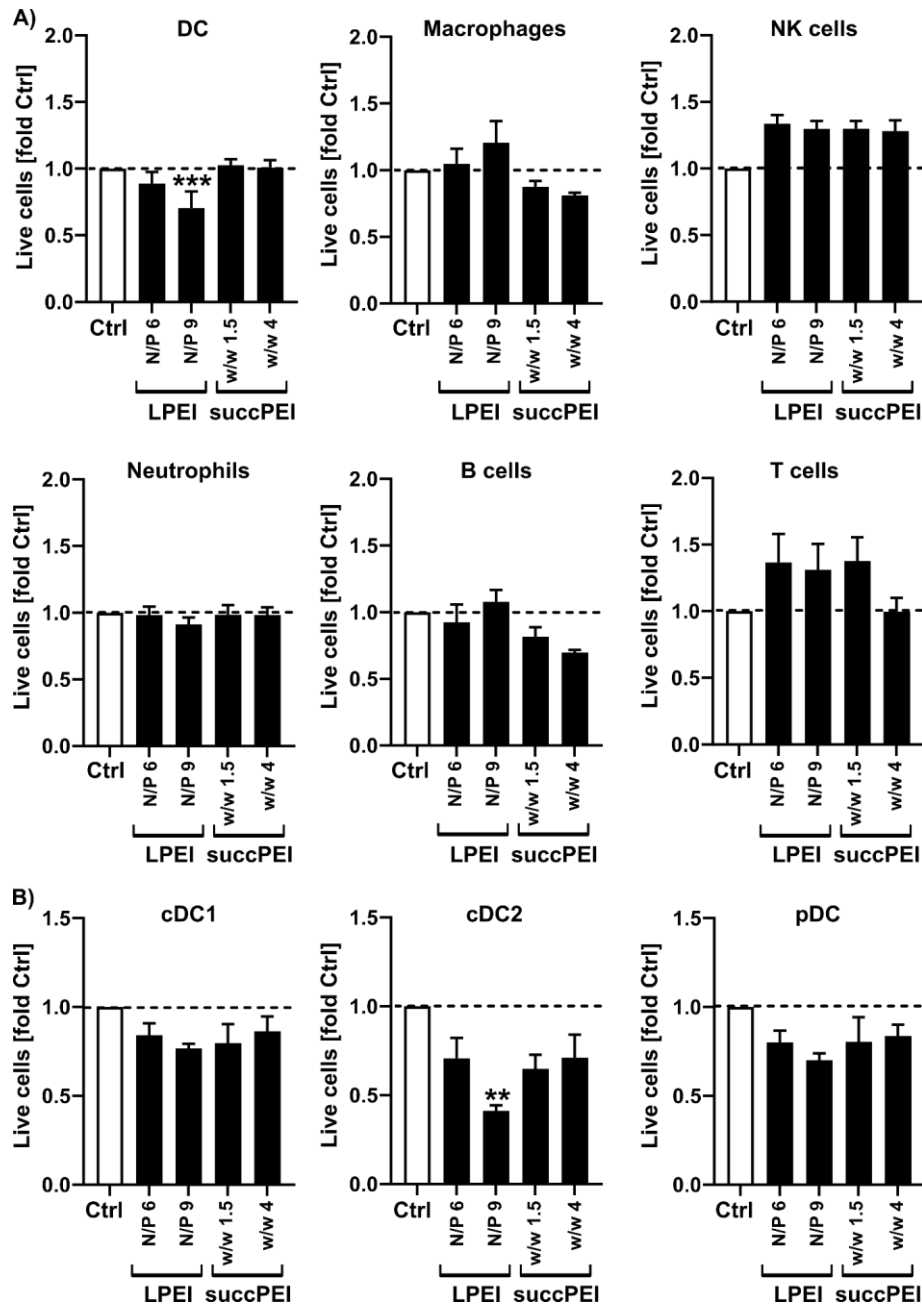 A)
DC
Live cells [fold Ctrl]
2.0
1.5
1.0
0.5
0.0
***
Ctrl
N/P 6
N/P 9
w/w 1.5
w/w 4
LPEI succPEI
Macrophages
Live cells [fold Ctrl]
2.0
1.5
1.0
0.5
0.0
Ctrl
N/P 6
N/P 9
w/w 1.5
w/w 4
LPEI succPEI
NK cells
Live cells [fold Ctrl]
2.0
1.5
1.0
0.5
0.0
Ctrl
N/P 6
N/P 9
w/w 1.5
w/w 4
LPEI succPEI
Neutrophils
Live cells [fold Ctrl]
2.0
1.5
1.0
0.5
0.0
Ctrl
N/P 6
N/P 9
w/w 1.5
w/w 4
LPEI succPEI
B cells
Live cells [fold Ctrl]
2.0
1.5
1.0
0.5
0.0
Ctrl
N/P 6
N/P 9
w/w 1.5
w/w 4
LPEI succPEI
T cells
Live cells [fold Ctrl]
2.0
1.5
1.0
0.5
0.0
Ctrl
N/P 6
N/P 9
w/w 1.5
w/w 4
LPEI succPEI
B)
cDC1
Live cells [fold Ctrl]
1.5
1.0
0.5
0.0
Ctrl
N/P 6
N/P 9
w/w 1.5
w/w 4
LPEI succPEI
cDC2
Live cells [fold Ctrl]
1.5
1.0
0.5
0.0
**
Ctrl
N/P 6
N/P 9
w/w 1.5
w/w 4
LPEI succPEI
pDC
Live cells [fold Ctrl]
1.5
1.0
0.5
0.0
Ctrl
N/P 6
N/P 9
w/w 1.5
w/w 4
LPEI succPEI